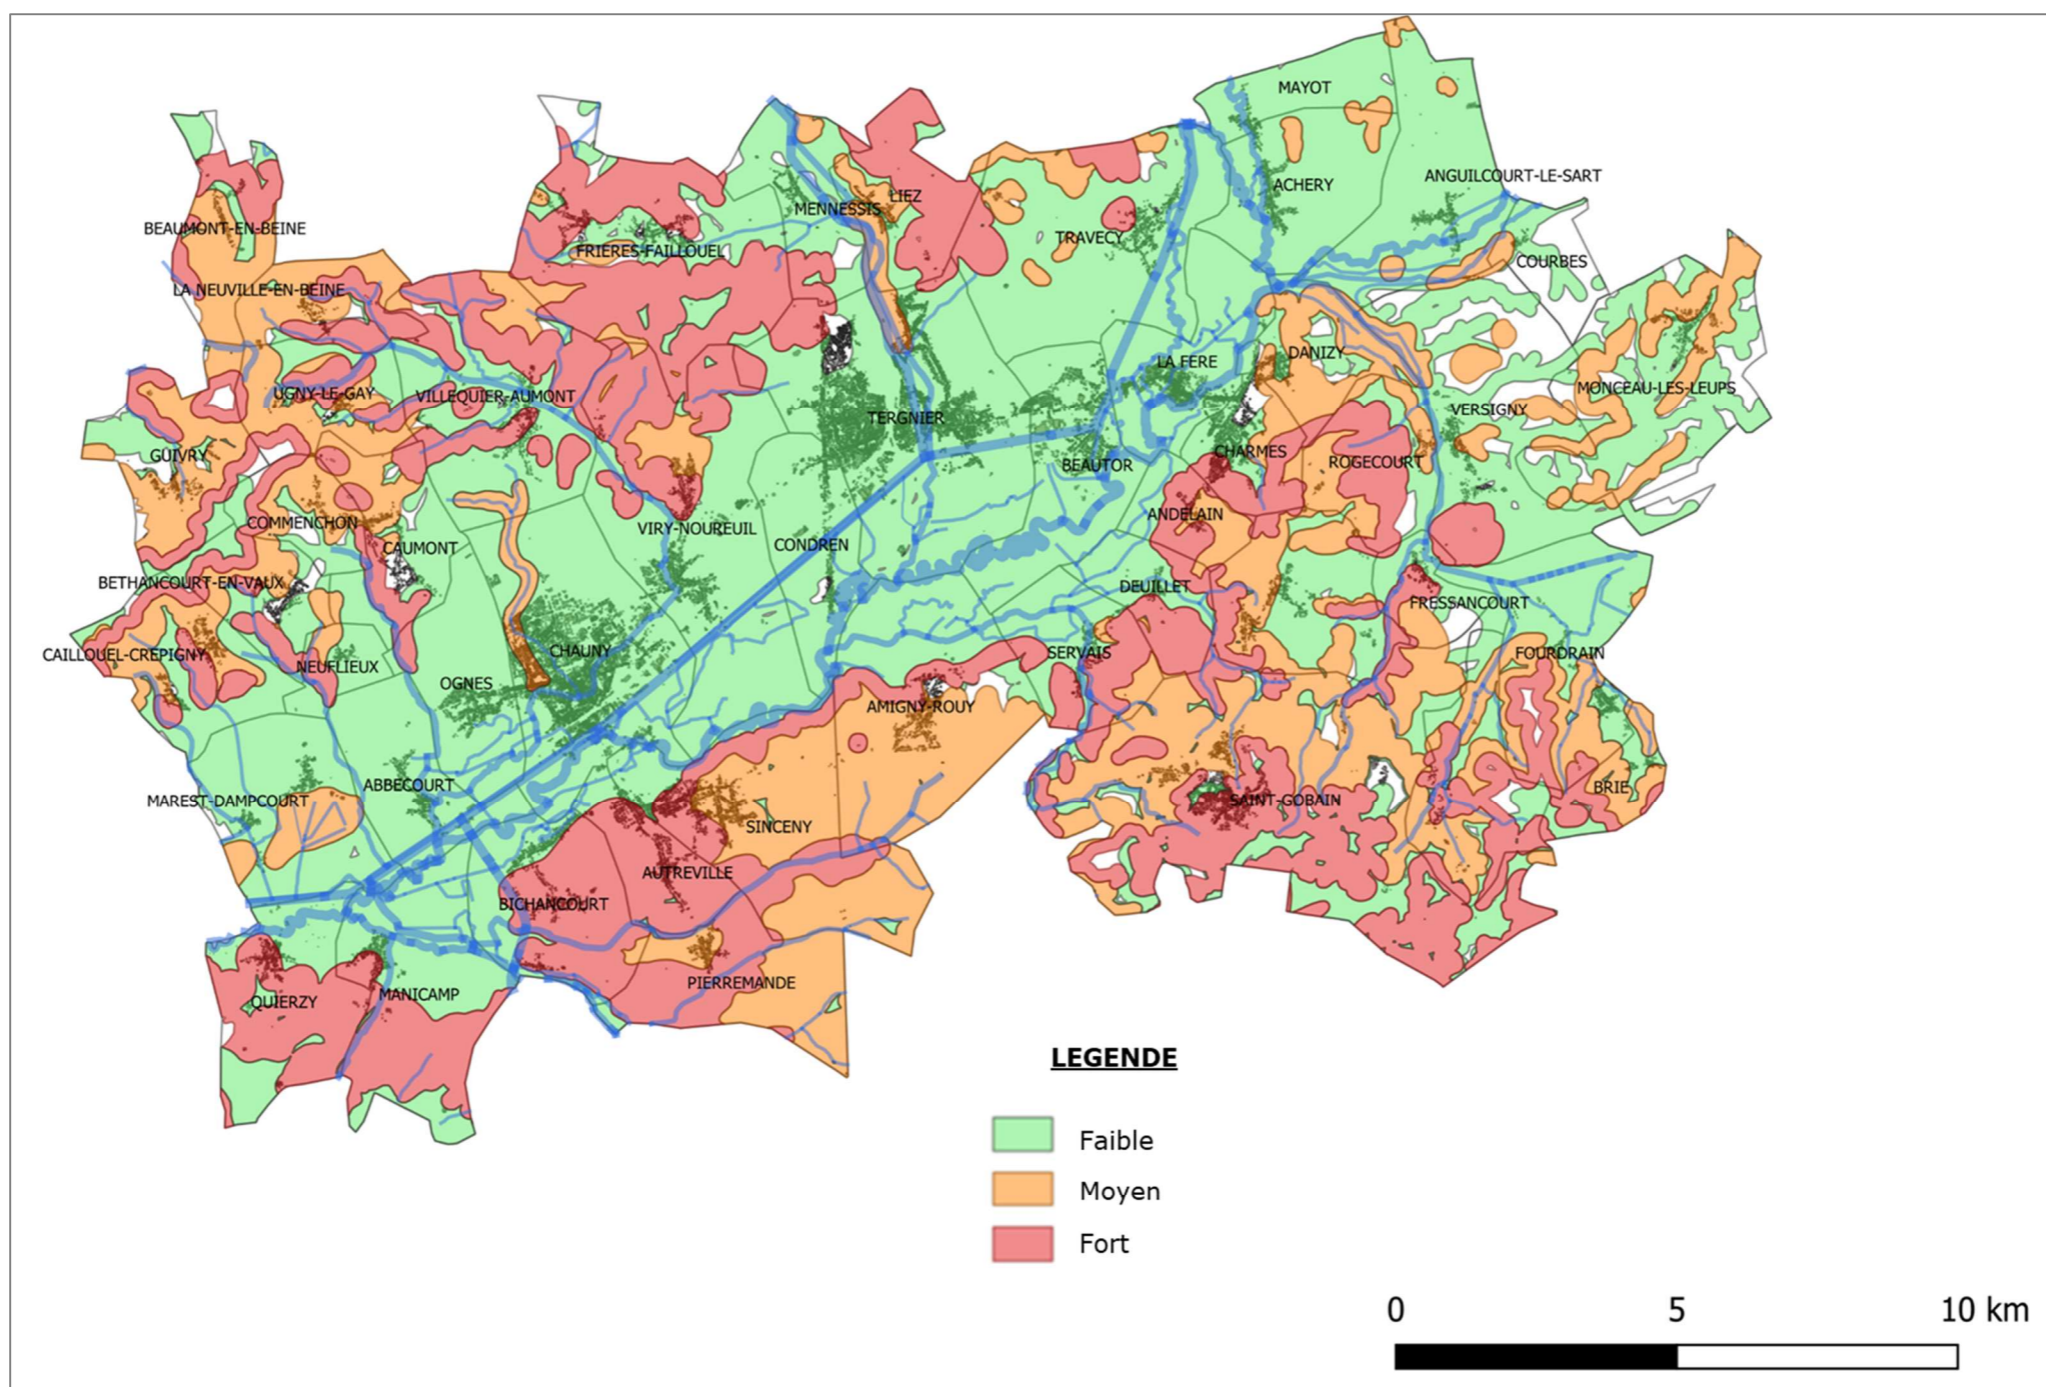 MAYOT
ANGUILCOURT-LE-SART
ACHERY
LIEZ
MENNESSIS
BEAUMONT-EN-BEINE
TRAVECY
FRIERES-FAILLOUEL
COURBES
LA NEUVILLE-EN-BEINE
DANIZY
LA FERE
MONCEAU-LES-LEUPS
UGNY-LE-GAY
VILLEQUIER-AUMONT
VERSIGNY
TERGNIER
CHARMES
GUIVRY
ROGECOURT
BEAUTOR
ANDELAIN
COMMENCHON
VIRY-NOUREUIL
CONDREN
CAUMONT
BETHANCOURT-EN-VAUX
DEUILLET
FRESSANCOURT
CHAUNY
SERVAIS
FOURDRAIN
CAILLOUEL-CREPIGNY
NEUFLIEUX
OGNES
AMIGNY-ROUY
ABBECOURT
BRIE
MAREST-DAMPCOURT
SAINT-GOBAIN
SINCENY
AUTREVILLE
BICHANCOURT
PIERREMANDE
MANICAMP
QUIERZY
LEGENDE
Faible
Moyen
Fort
0 5 10 km